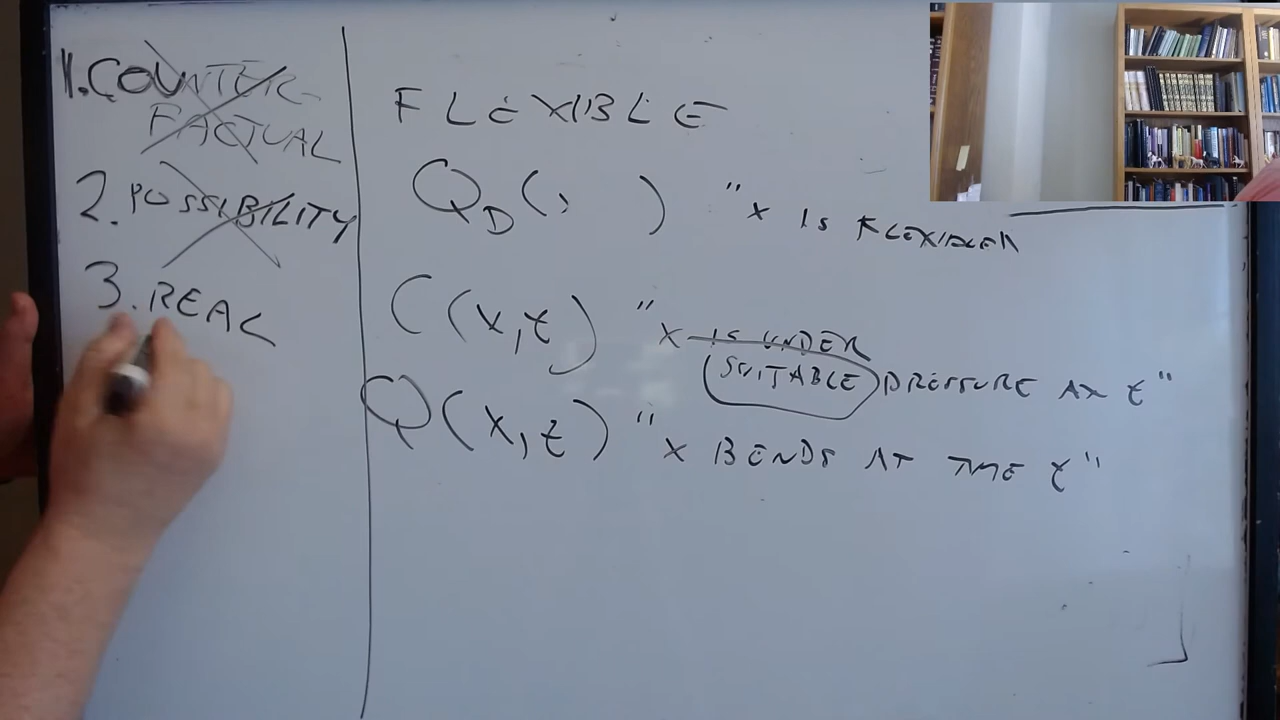 1. COUNTER-
FACTUAL
2. POSSIBILITY
3. REAL
FLEXIBLE
Q_D(, ) "x IS FLEXIBLE"
C(x,t) "x IS UNDER
SUITABLE PRESSURE AT t"
Q(x,t) "x BENDS AT TIME t"